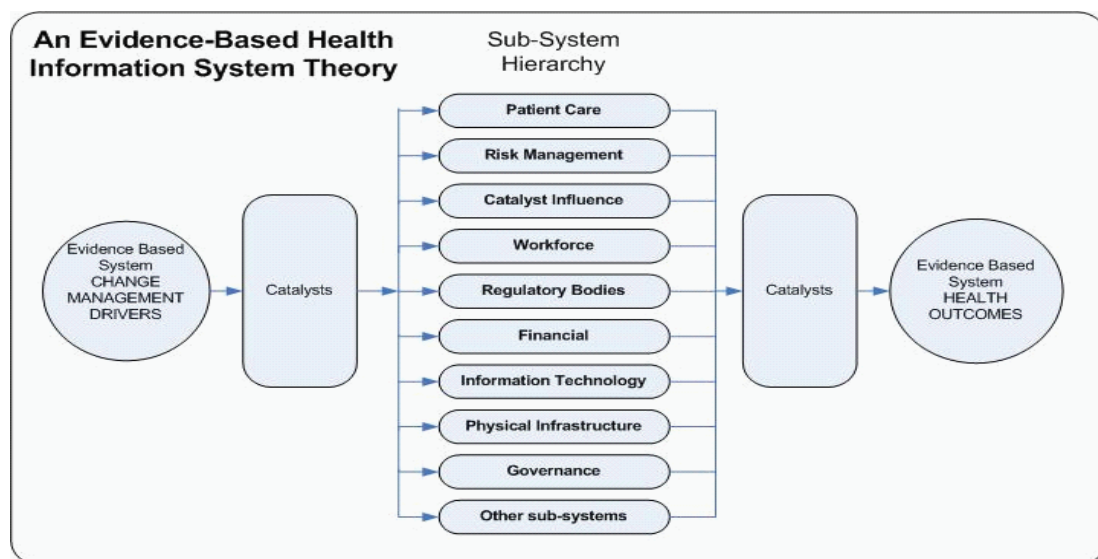 An Evidence-Based Health
Information System Theory
Sub-System
Hierarchy
Evidence Based
System
CHANGE
MANAGEMENT
DRIVERS
Catalysts
Patient Care
Risk Management
Catalyst Influence
Workforce
Regulatory Bodies
Financial
Information Technology
Physical Infrastructure
Governance
Other sub-systems
Catalysts
Evidence Based
System
HEALTH
OUTCOMES